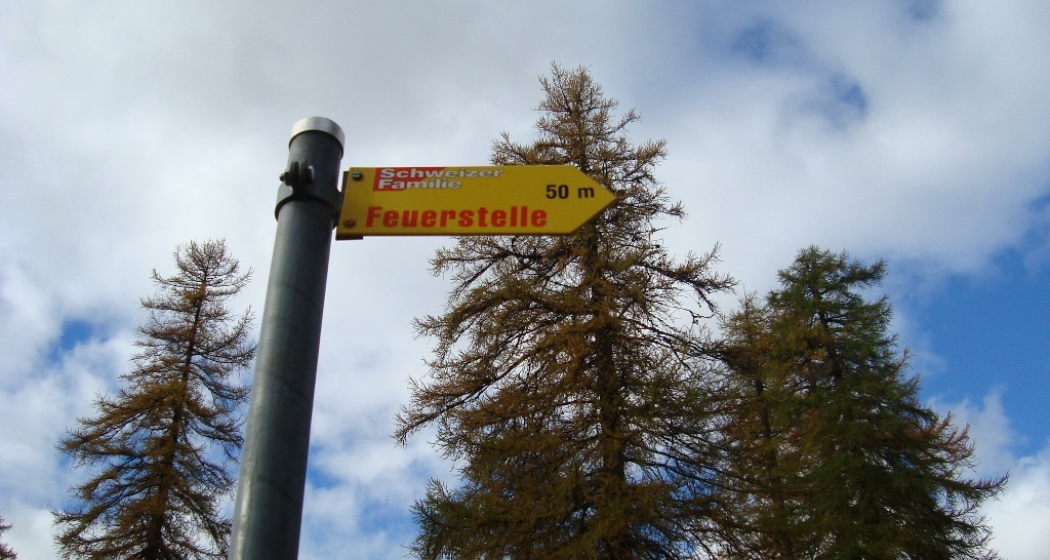 Schweizer
Familie
50 m
Feuerstelle